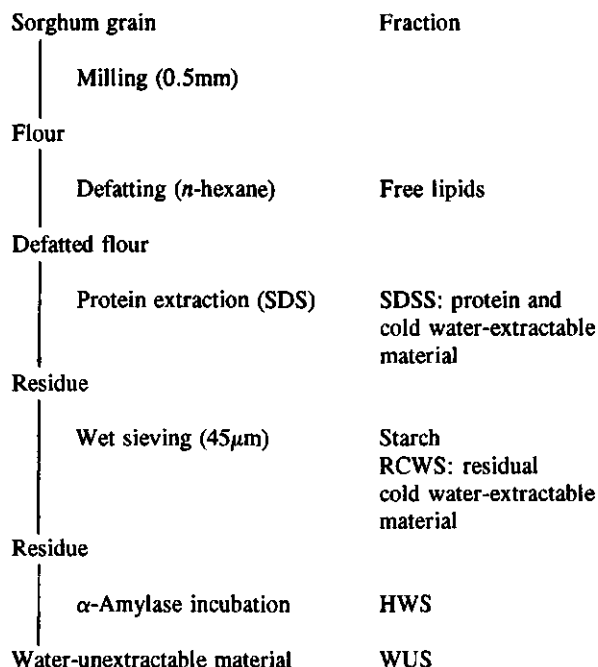 Sorghum grain Fraction
Milling (0.5mm)
Flour
Defatting (n-hexane) Free lipids
Defatted flour
Protein extraction (SDS) SDSS: protein and
cold water-extractable
material
Residue
Wet sieving (45μm) Starch
RCWS: residual
cold water-extractable
material
Residue
α-Amylase incubation HWS
Water-unextractable material WUS